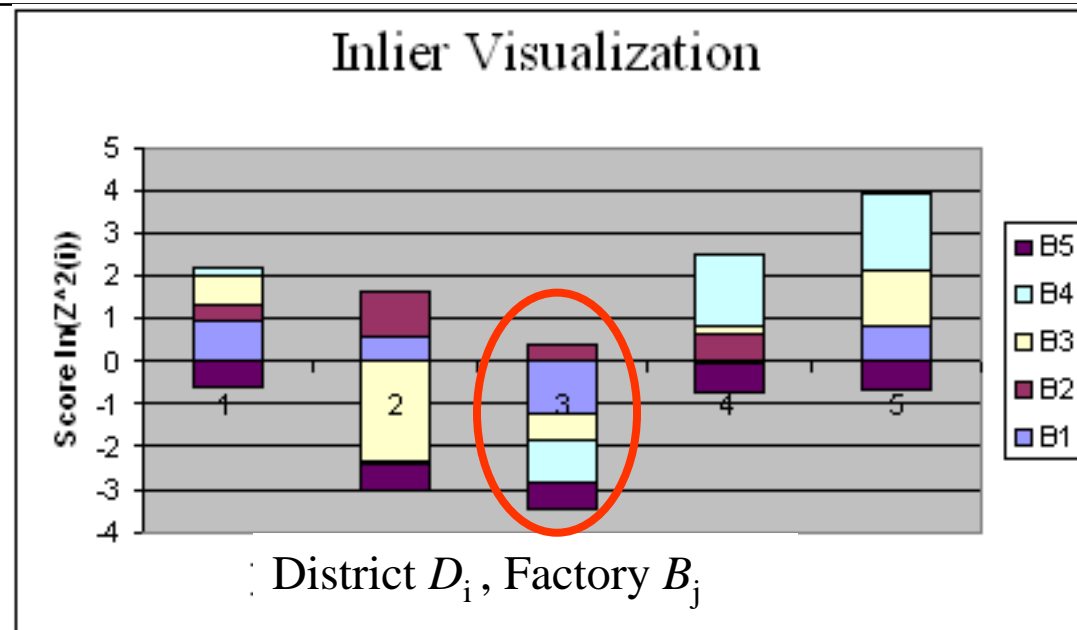 Inlier Visualization
Score ln(Z^2(i))
5
4
3
2
1
0
-1
-2
-3
-4
1
2
3
4
5
B5
B4
B3
B2
B1
District Di , Factory Bj